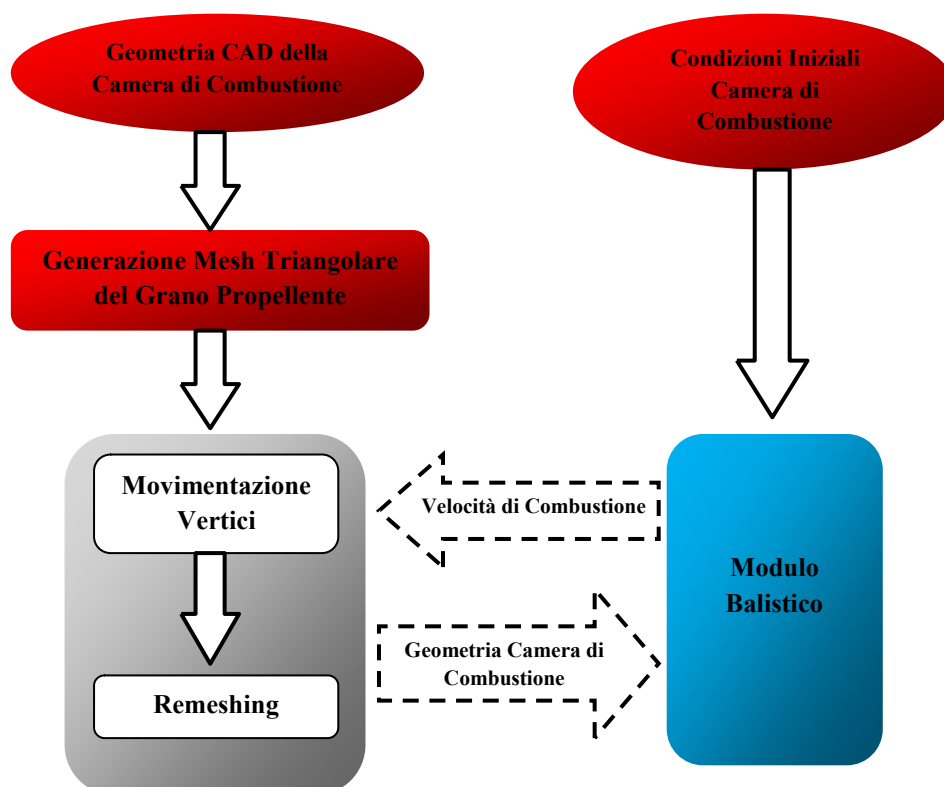 Geometria CAD della
Camera di Combustione
Condizioni Iniziali
Camera di
Combustione
Generazione Mesh Triangolare
del Grano Propellente
Movimentazione
Vertici
Velocità di Combustione
Modulo
Balistico
Geometria Camera di
Combustione
Remeshing